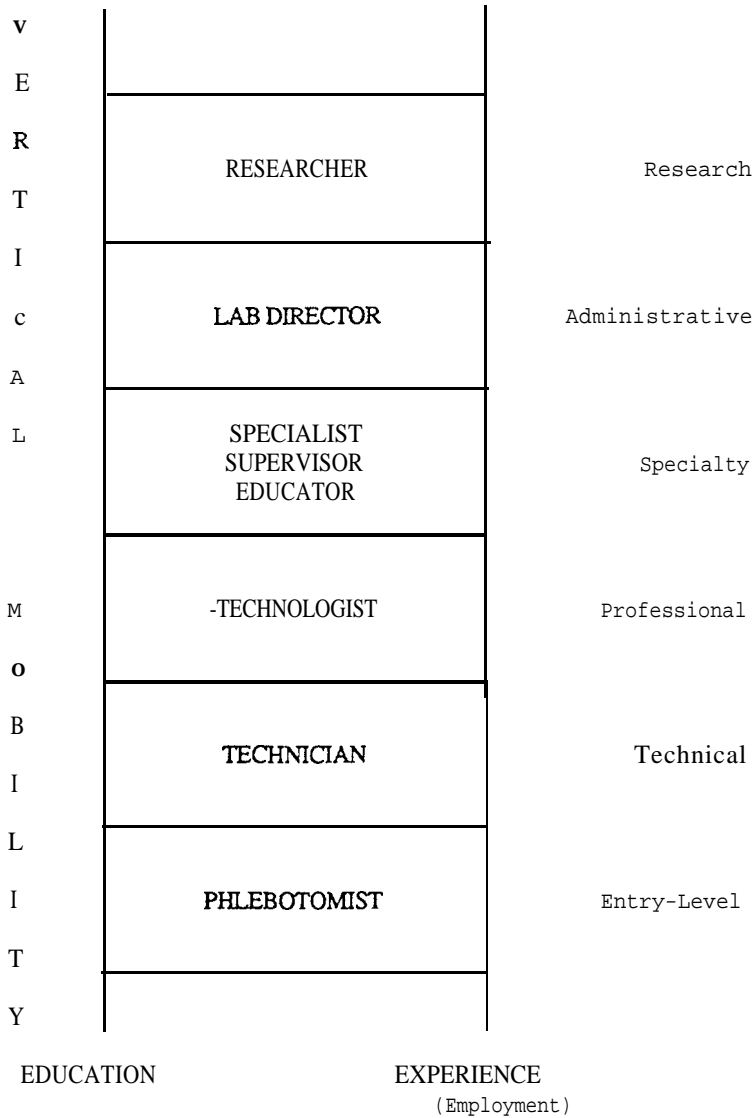 v
E
R
T
I
c
A
L
M
o
B
I
L
I
T
Y
RESEARCHER
Research
LAB DIRECTOR
Administrative
SPECIALIST
SUPERVISOR
EDUCATOR
Specialty
-TECHNOLOGIST
Professional
TECHNICIAN
Technical
PHLEBOTOMIST
Entry-Level
EDUCATION
EXPERIENCE
(Employment)